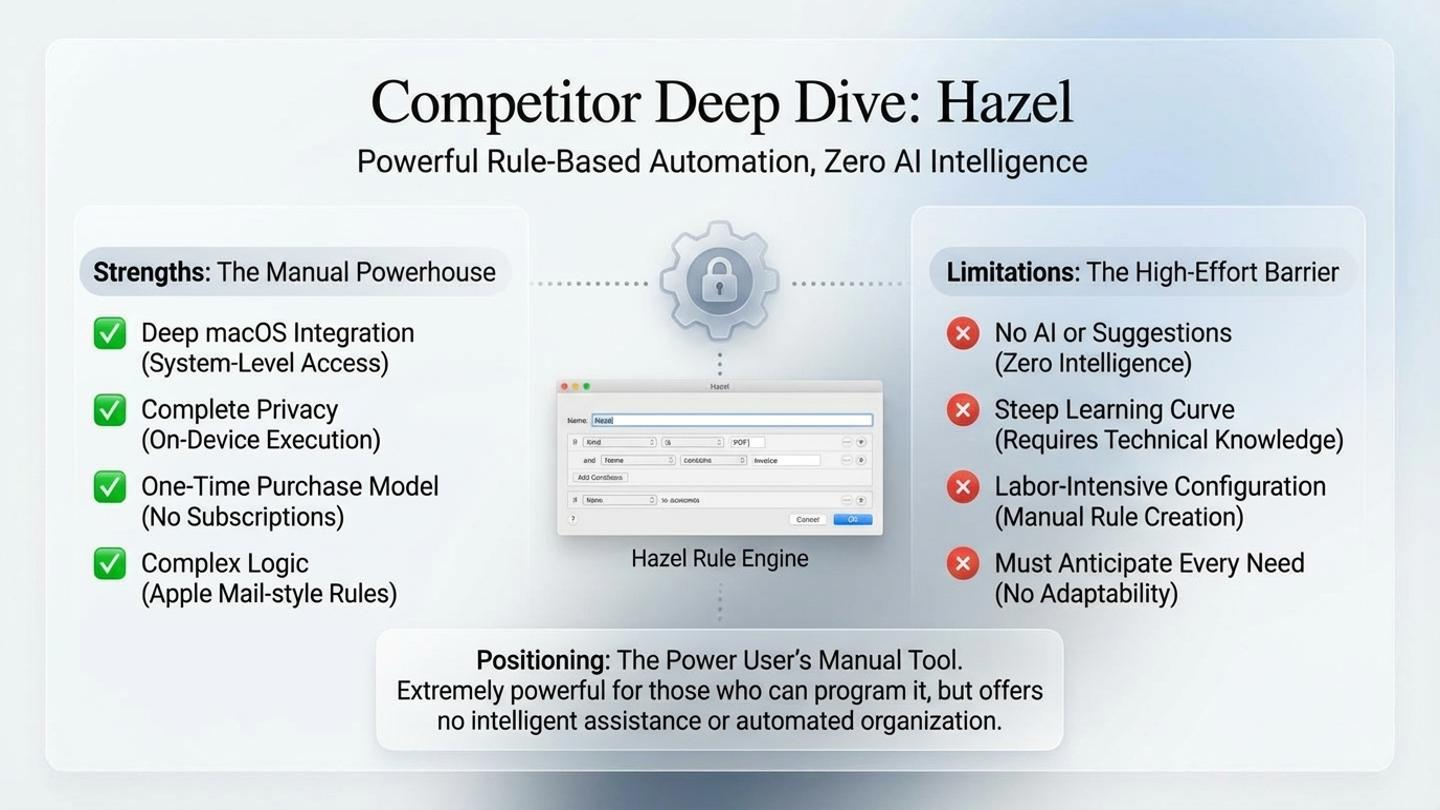 Competitor Deep Dive: Hazel
Powerful Rule-Based Automation, Zero AI Intelligence
Strengths: The Manual Powerhouse
Deep macOS Integration
(System-Level Access)
Complete Privacy
(On-Device Execution)
One-Time Purchase Model
(No Subscriptions)
Complex Logic
(Apple Mail-style Rules)
Hazel
Name:
and Name contains Invoice
Cancel
?
Hazel Rule Engine
Limitations: The High-Effort Barrier
No AI or Suggestions
(Zero Intelligence)
Steep Learning Curve
(Requires Technical Knowledge)
Labor-Intensive Configuration
(Manual Rule Creation)
Must Anticipate Every Need
(No Adaptability)
Positioning: The Power User's Manual Tool.
Extremely powerful for those who can program it, but offers
no intelligent assistance or automated organization.